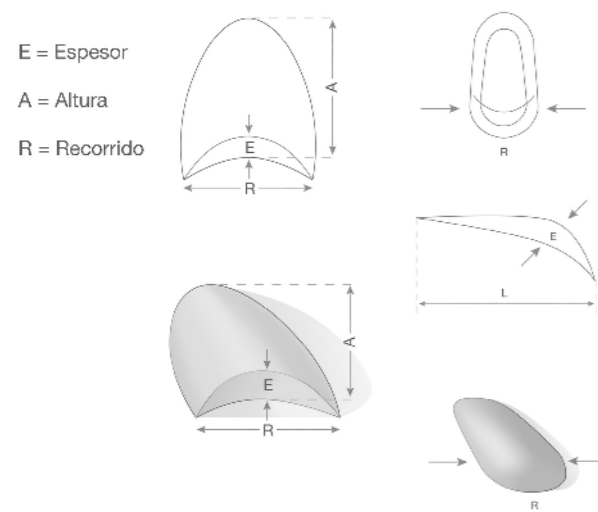 E = Espesor
A = Altura
R = Recorrido
A
E
R
R
E
L
A
E
R
R